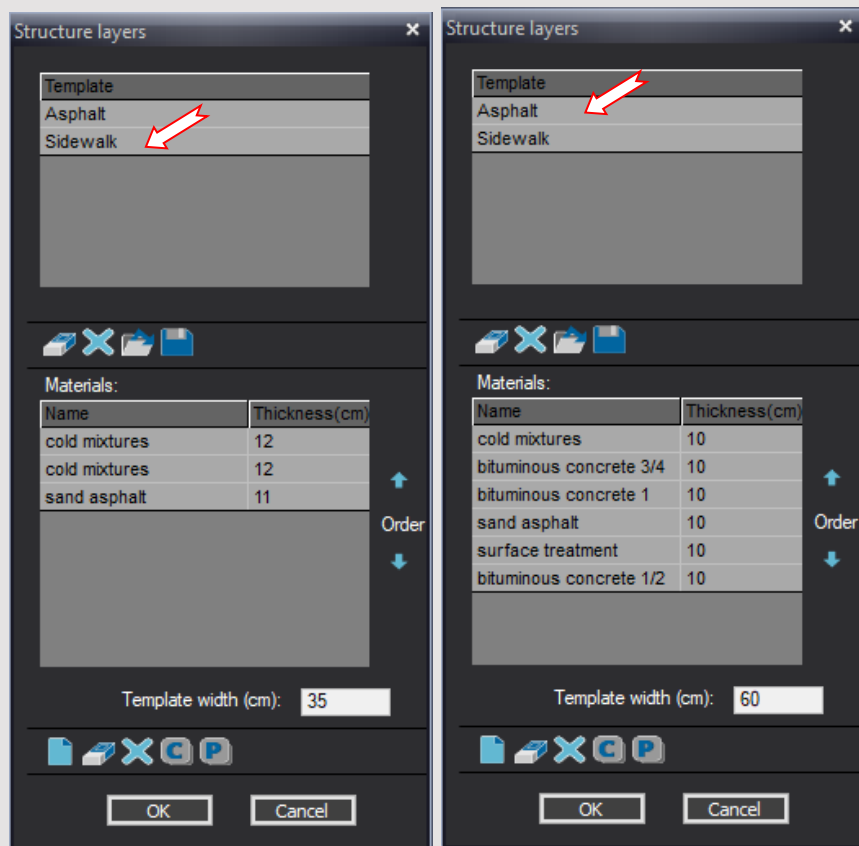 Structure layers
Template
Asphalt
Sidewalk
Materials:
Name Thickness(cm)
cold mixtures 12
cold mixtures 12
sand asphalt 11
Order
Template width (cm): 35
C P
OK Cancel
Structure layers
Template
Asphalt
Sidewalk
Materials:
Name Thickness(cm)
cold mixtures 10
bituminous concrete 3/4 10
bituminous concrete 1 10
sand asphalt 10
surface treatment 10
bituminous concrete 1/2 10
Order
Template width (cm): 60
C P
OK Cancel